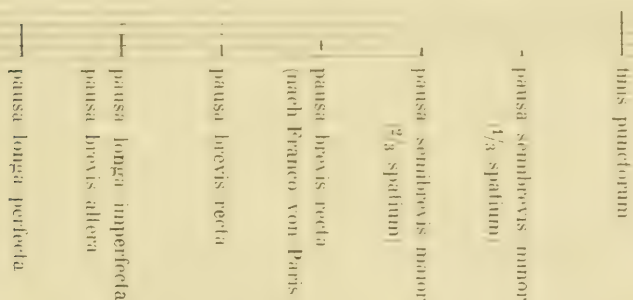 finis punctorum
pausa semibrevis minor
(1/3 spatium)
pausa semibrevis maior
(2/3 spatium)
pausa brevis recta
(nach Franco von Paris
pausa brevis recta
pausa longa imperfecta
pausa brevis altera
pausa longa perfecta